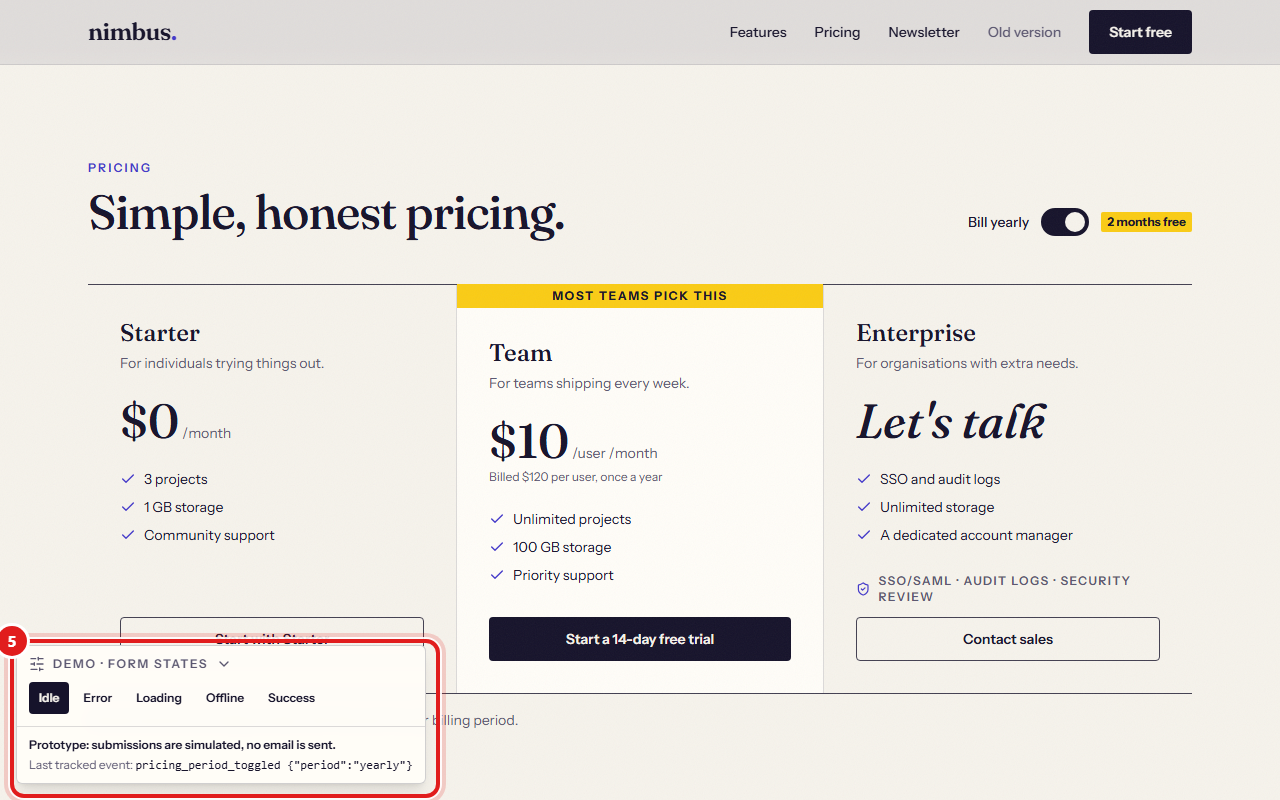 nimbus.
Features
Pricing
Newsletter
Old version
Start free
PRICING
Simple, honest pricing.
Bill yearly
2 months free
Starter
For individuals trying things out.
$0 /month
3 projects
1 GB storage
Community support
Start with Starter
MOST TEAMS PICK THIS
Team
For teams shipping every week.
$10 /user /month
Billed $120 per user, once a year
Unlimited projects
100 GB storage
Priority support
Start a 14-day free trial
Enterprise
For organisations with extra needs.
Let's talk
SSO and audit logs
Unlimited storage
A dedicated account manager
SSO/SAML · AUDIT LOGS · SECURITY
REVIEW
Contact sales
billing period.
5
DEMO · FORM STATES
Idle
Error
Loading
Offline
Success
Prototype: submissions are simulated, no email is sent.
Last tracked event: pricing_period_toggled {"period":"yearly"}